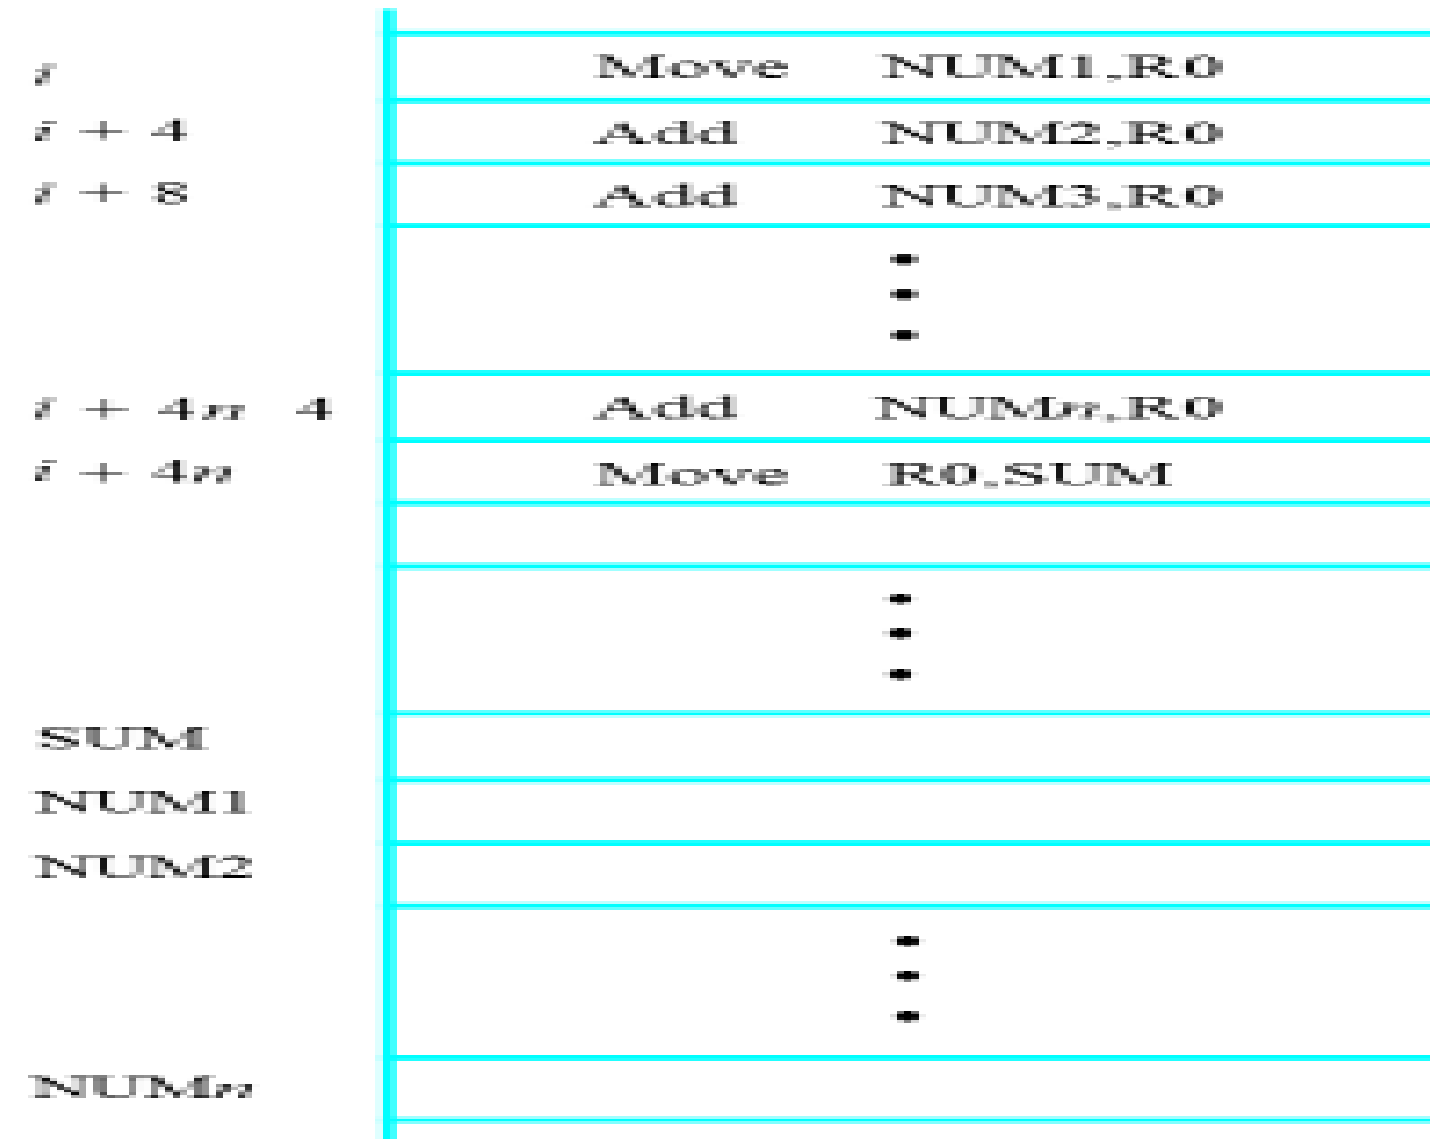 i Move NUM1,R0
i + 4 Add NUM2,R0
i + 8 Add NUM3,R0
i + 4n 4 Add NUMn,R0
i + 4n Move R0,SUM
SUM
NUM1
NUM2
NUMn